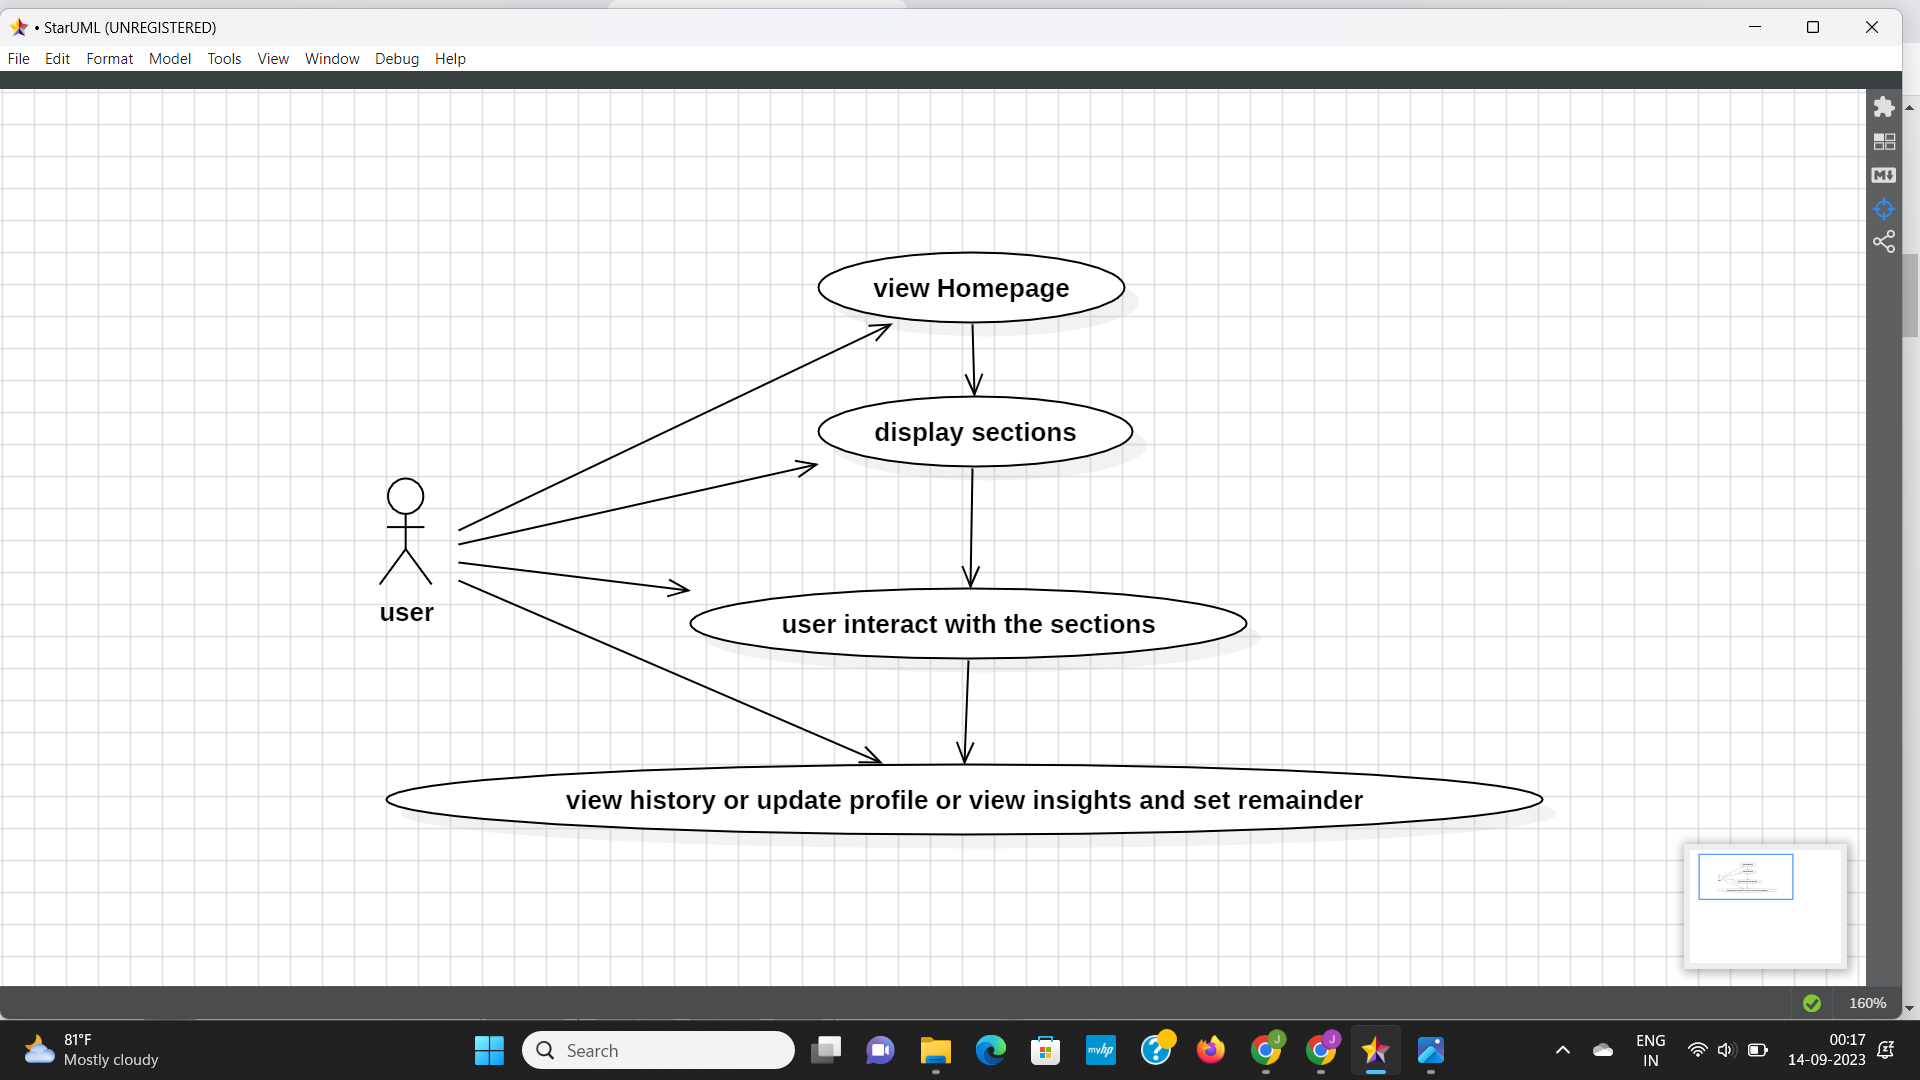 • StarUML (UNREGISTERED)
File Edit Format Model Tools View Window Debug Help
view Homepage
display sections
user
user interact with the sections
view history or update profile or view insights and set remainder
160%
81°F
Mostly cloudy
Search
myhp
J
J
ENG
IN
00:17
14-09-2023